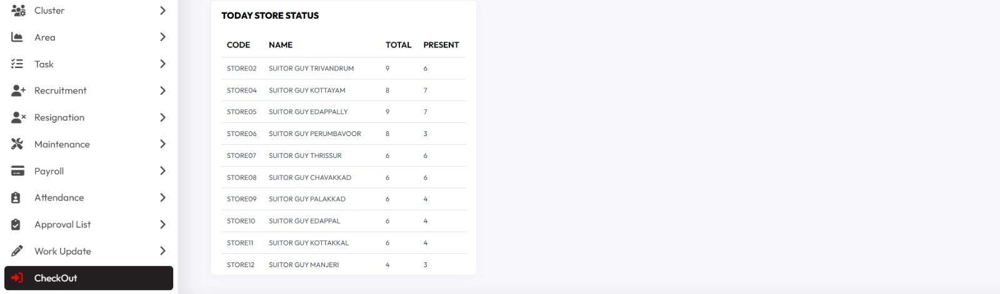 Cluster
Area
Task
Recruitment
Resignation
Maintenance
Payroll
Attendance
Approval List
Work Update
CheckOut
TODAY STORE STATUS
CODE NAME TOTAL PRESENT
STORE02 SUITOR GUY TRIVANDRUM 9 6
STORE04 SUITOR GUY KOTTAYAM 8 7
STORE05 SUITOR GUY EDAPPALLY 9 7
STORE06 SUITOR GUY PERUMBAVOOR 8 3
STORE07 SUITOR GUY THRISSUR 6 6
STORE08 SUITOR GUY CHAVAKKAD 6 6
STORE09 SUITOR GUY PALAKKAD 6 4
STORE10 SUITOR GUY EDAPPAL 6 4
STORE11 SUITOR GUY KOTTAKKAL 6 4
STORE12 SUITOR GUY MANJERI 4 3